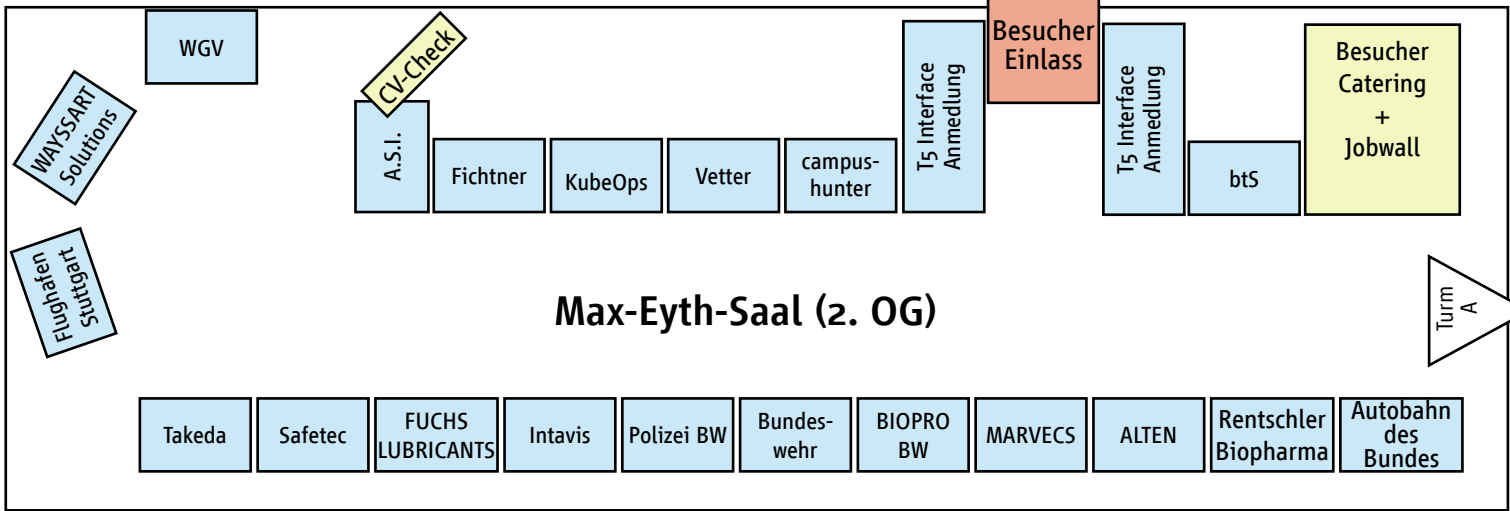 WGV
WAYSSART
Solutions
Flughafen
Stuttgart
CV-Check
A.S.I.
Fichtner
KubeOps
Vetter
campus-
hunter
T5 Interface
Anmedlung
Besucher
Einlass
T5 Interface
Anmedlung
btS
Besucher
Catering
+
Jobwall
Max-Eyth-Saal (2. OG)
Turm
A
Takeda
Safetec
FUCHS
LUBRICANTS
Intavis
Polizei BW
Bundes-
wehr
BIOPRO
BW
MARVECS
ALTEN
Rentschler
Biopharma
Autobahn
des
Bundes